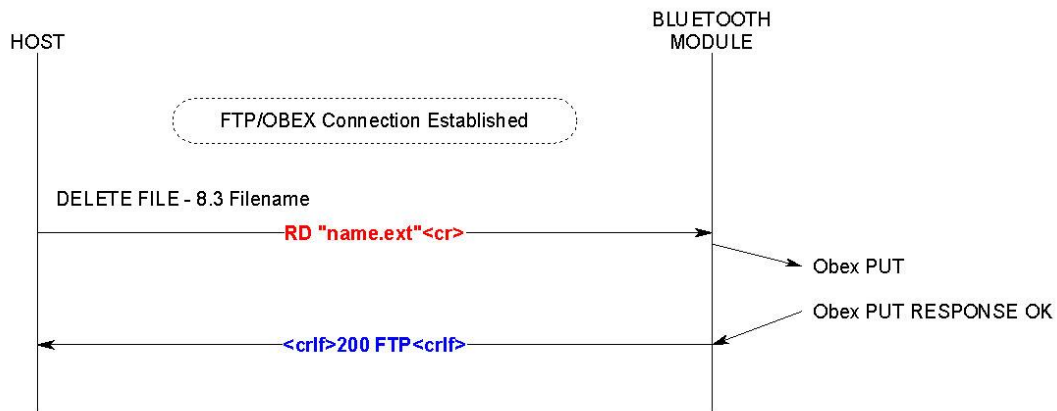 HOST
BLUETOOTH
MODULE
FTP/OBEX Connection Established
DELETE FILE - 8.3 Filename
RD "name.ext"<cr>
Obex PUT
Obex PUT RESPONSE OK
<crlf>200 FTP<crlf>